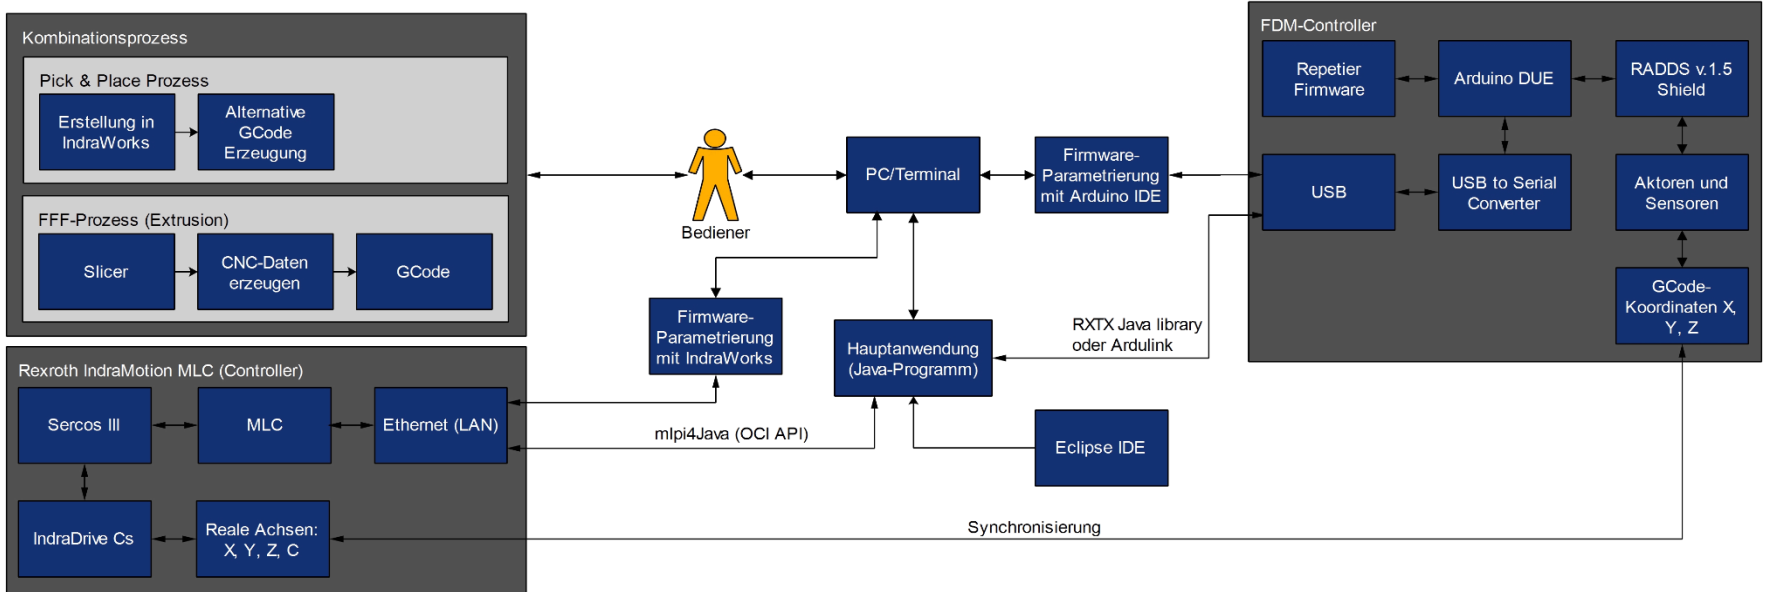 Kombinationsprozess
Pick & Place Prozess
Erstellung in
IndraWorks
Alternative
GCode
Erzeugung
FFF-Prozess (Extrusion)
Slicer
CNC-Daten
erzeugen
GCode
Rexroth IndraMotion MLC (Controller)
Sercos III
MLC
Ethernet (LAN)
IndraDrive Cs
Reale Achsen:
X, Y, Z, C
Bediener
PC/Terminal
Firmware-
Parametrierung
mit Arduino IDE
Firmware-
Parametrierung
mit IndraWorks
Hauptanwendung
(Java-Programm)
RXTX Java library
oder Ardulink
mlpi4Java (OCI API)
Eclipse IDE
Synchronisierung
FDM-Controller
Repetier
Firmware
Arduino DUE
RADDS v.1.5
Shield
USB
USB to Serial
Converter
Aktoren und
Sensoren
GCode-
Koordinaten X,
Y, Z